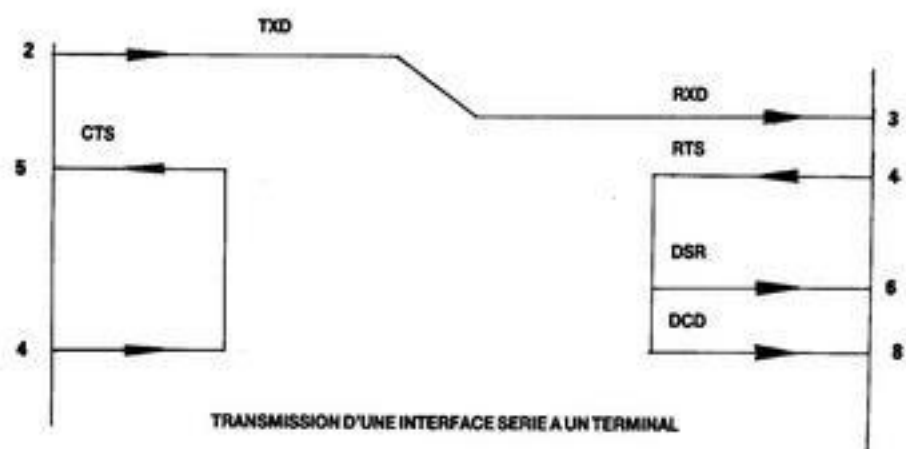 TXD
2
RXD
3
CTS
RTS
5
4
DSR
6
DCD
4
8
TRANSMISSION D'UNE INTERFACE SERIE A UN TERMINAL